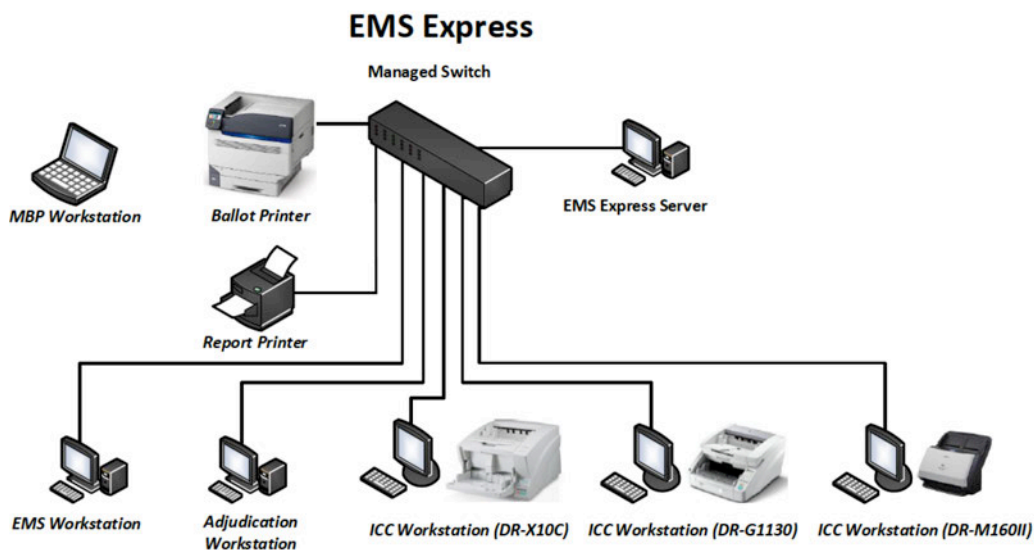 EMS Express
Managed Switch
MBP Workstation
Ballot Printer
EMS Express Server
Report Printer
EMS Workstation
Adjudication
Workstation
ICC Workstation (DR-X10C)
ICC Workstation (DR-G1130)
ICC Workstation (DR-M160II)